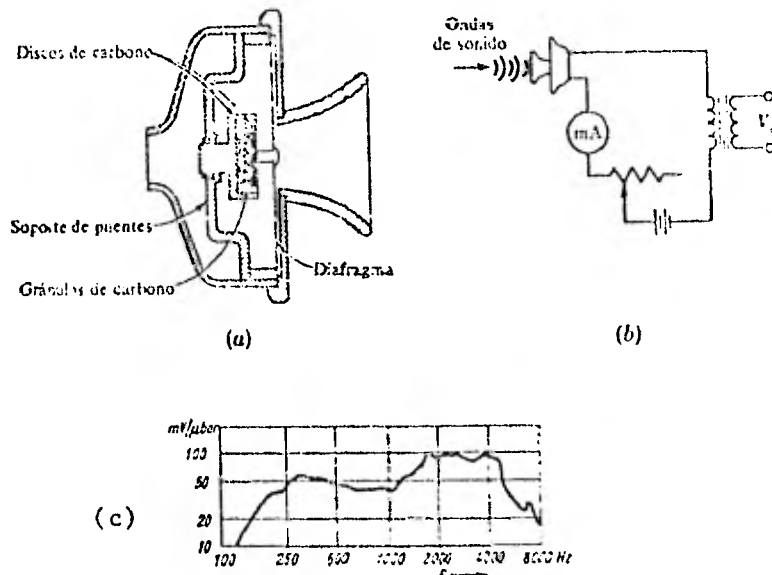 Ondas
de sonido
Discos de carbono
mA
V
Soporte de puentes
Diafragma
Gránulos de carbono
(a)
(b)
mV/μbar
100
50
20
10
(c)
100 250 500 1000 2000 4000 8000 Hz